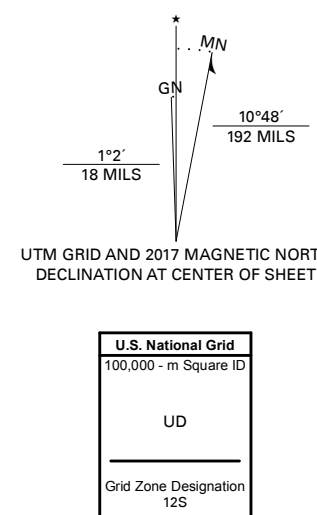 ★
MN
GN
10°48´
192 MILS
1°2´
18 MILS
UTM GRID AND 2017 MAGNETIC NORT
DECLINATION AT CENTER OF SHEET
U.S. National Grid
100,000 - m Square ID
UD
Grid Zone Designation
12S